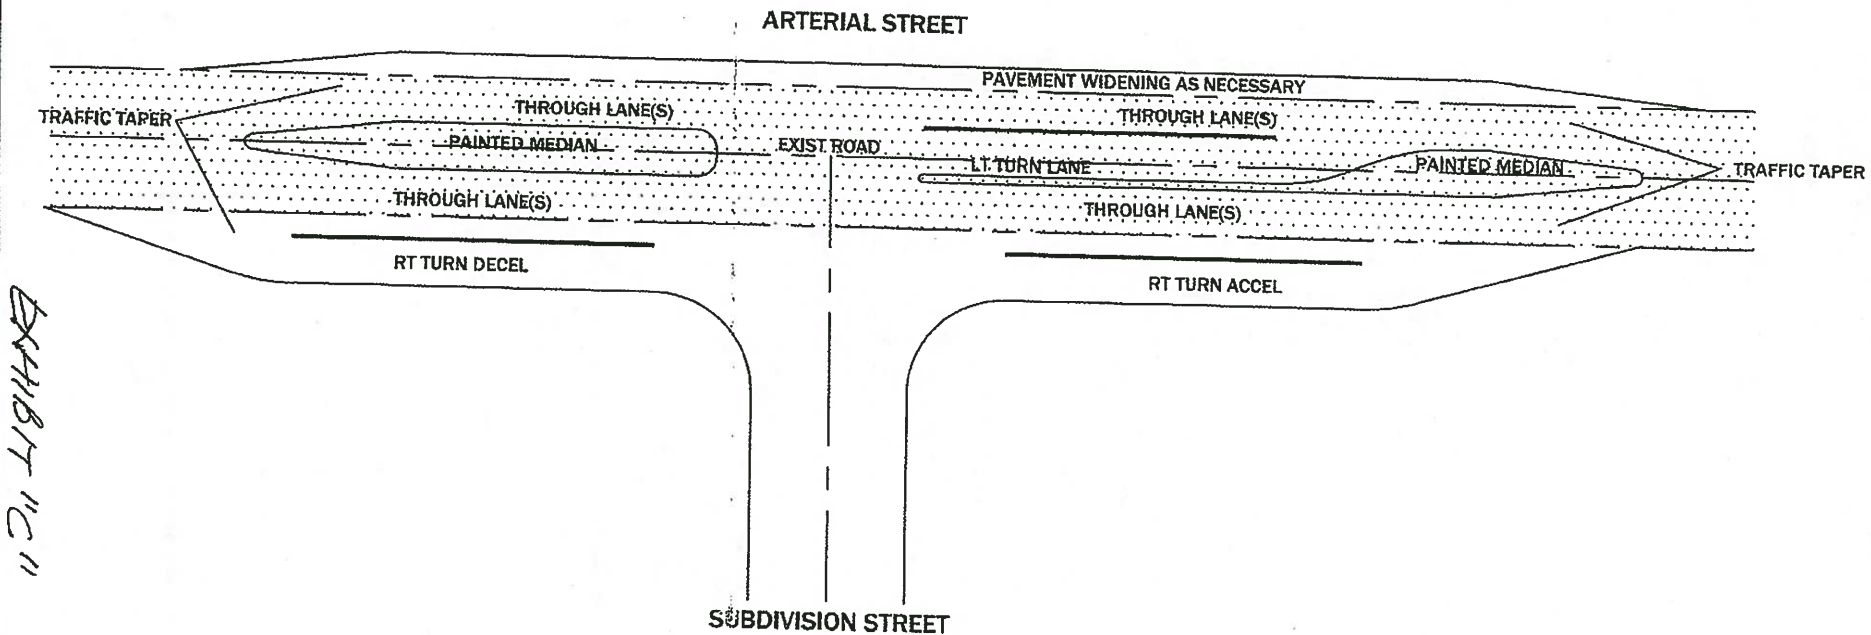 ARTERIAL STREET
PAVEMENT WIDENING AS NECESSARY
THROUGH LANE(S)
THROUGH LANE(S)
TRAFFIC TAPER
PAINTED MEDIAN
EXIST ROAD
LT. TURN LANE
PAINTED MEDIAN
TRAFFIC TAPER
THROUGH LANE(S)
THROUGH LANE(S)
RT TURN DECEL
RT TURN ACCEL
EXHIBIT "C"
SUBDIVISION STREET